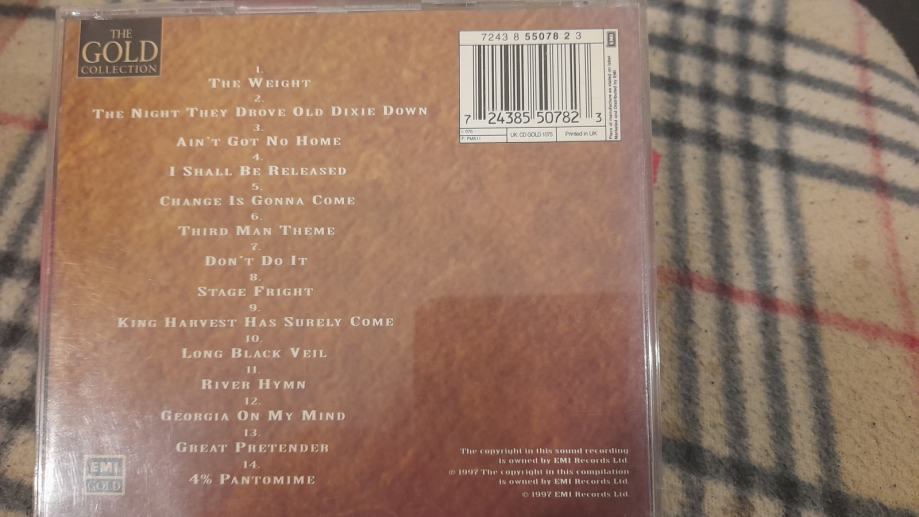 THE
GOLD
COLLECTION
1.
THE WEIGHT
2.
THE NIGHT THEY DROVE OLD DIXIE DOWN
3.
AIN'T GOT NO HOME
4.
I SHALL BE RELEASED
5.
CHANGE IS GONNA COME
6.
THIRD MAN THEME
7.
DON'T DO IT
8.
STAGE FRIGHT
9.
KING HARVEST HAS SURELY COME
10.
LONG BLACK VEIL
11.
RIVER HYMN
12.
GEORGIA ON MY MIND
13.
GREAT PRETENDER
14.
4% PANTOMIME
EMI
GOLD
7243 8 55078 2 3
7 24385 50782 3
UK: CD GOLD 1075
Printed in UK
EMI
The copyright in this sound recording
is owned by EMI Records Ltd.
℗ 1997 The copyright in this compilation
is owned by EMI Records Ltd.
© 1997 EMI Records Ltd.